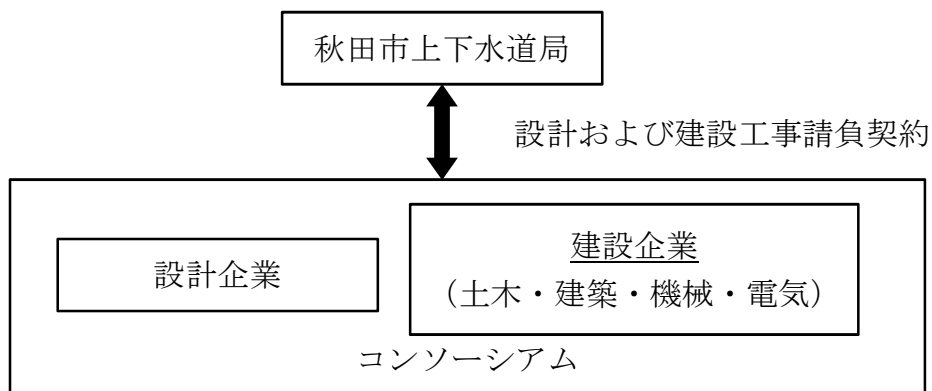 秋田市上下水道局
設計および建設工事請負契約
設計企業
建設企業
（土木・建築・機械・電気）
コンソーシアム